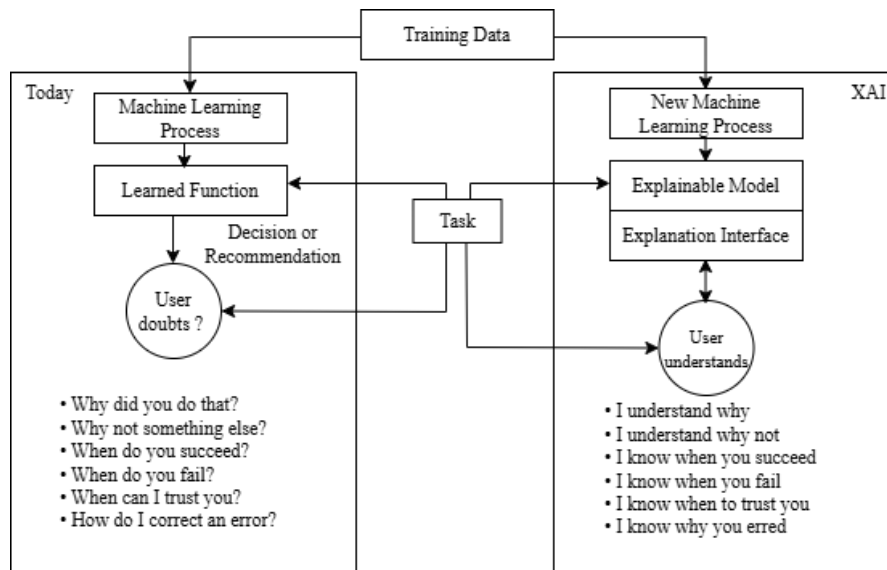 Training Data
Today
Machine Learning
Process
Learned Function
Decision or
Recommendation
User
doubts ?
• Why did you do that?
• Why not something else?
• When do you succeed?
• When do you fail?
• When can I trust you?
• How do I correct an error?
Task
XAI
New Machine
Learning Process
Explainable Model
Explanation Interface
User
understands
• I understand why
• I understand why not
• I know when you succeed
• I know when you fail
• I know when to trust you
• I know why you erred